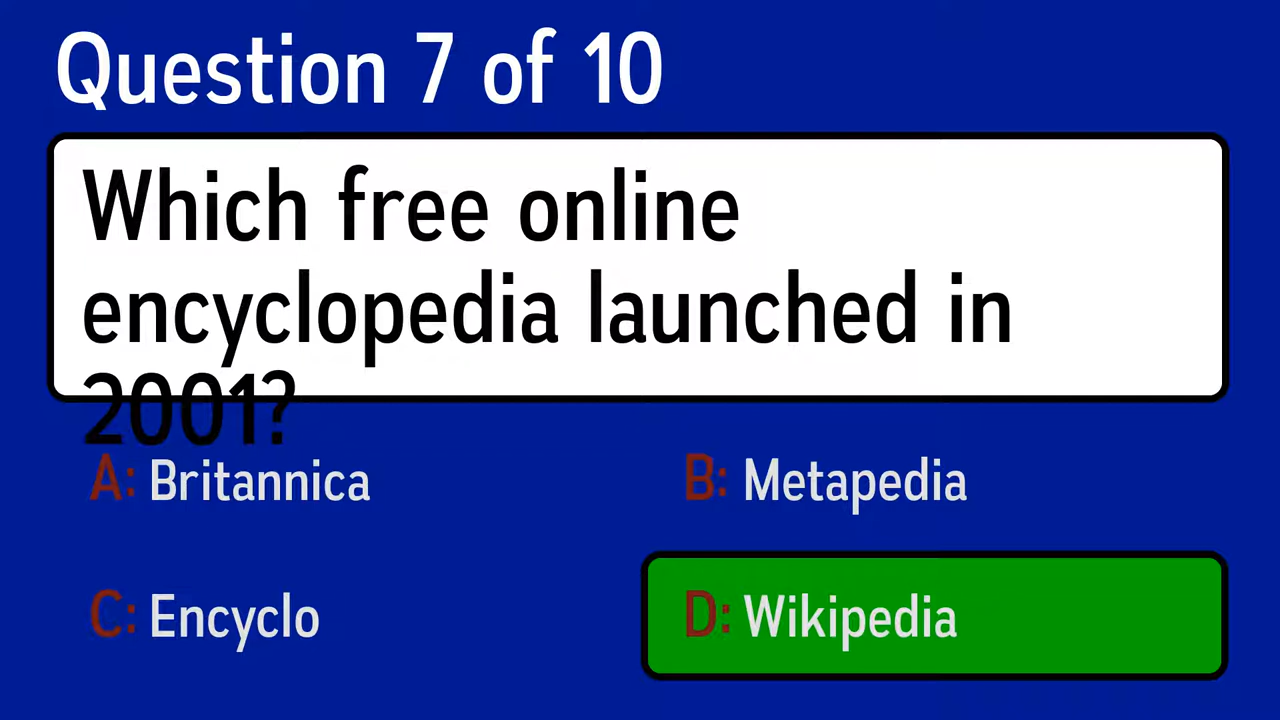 Question 7 of 10
Which free online
encyclopedia launched in
2001?
A: Britannica
B: Metapedia
C: Encyclo
D: Wikipedia